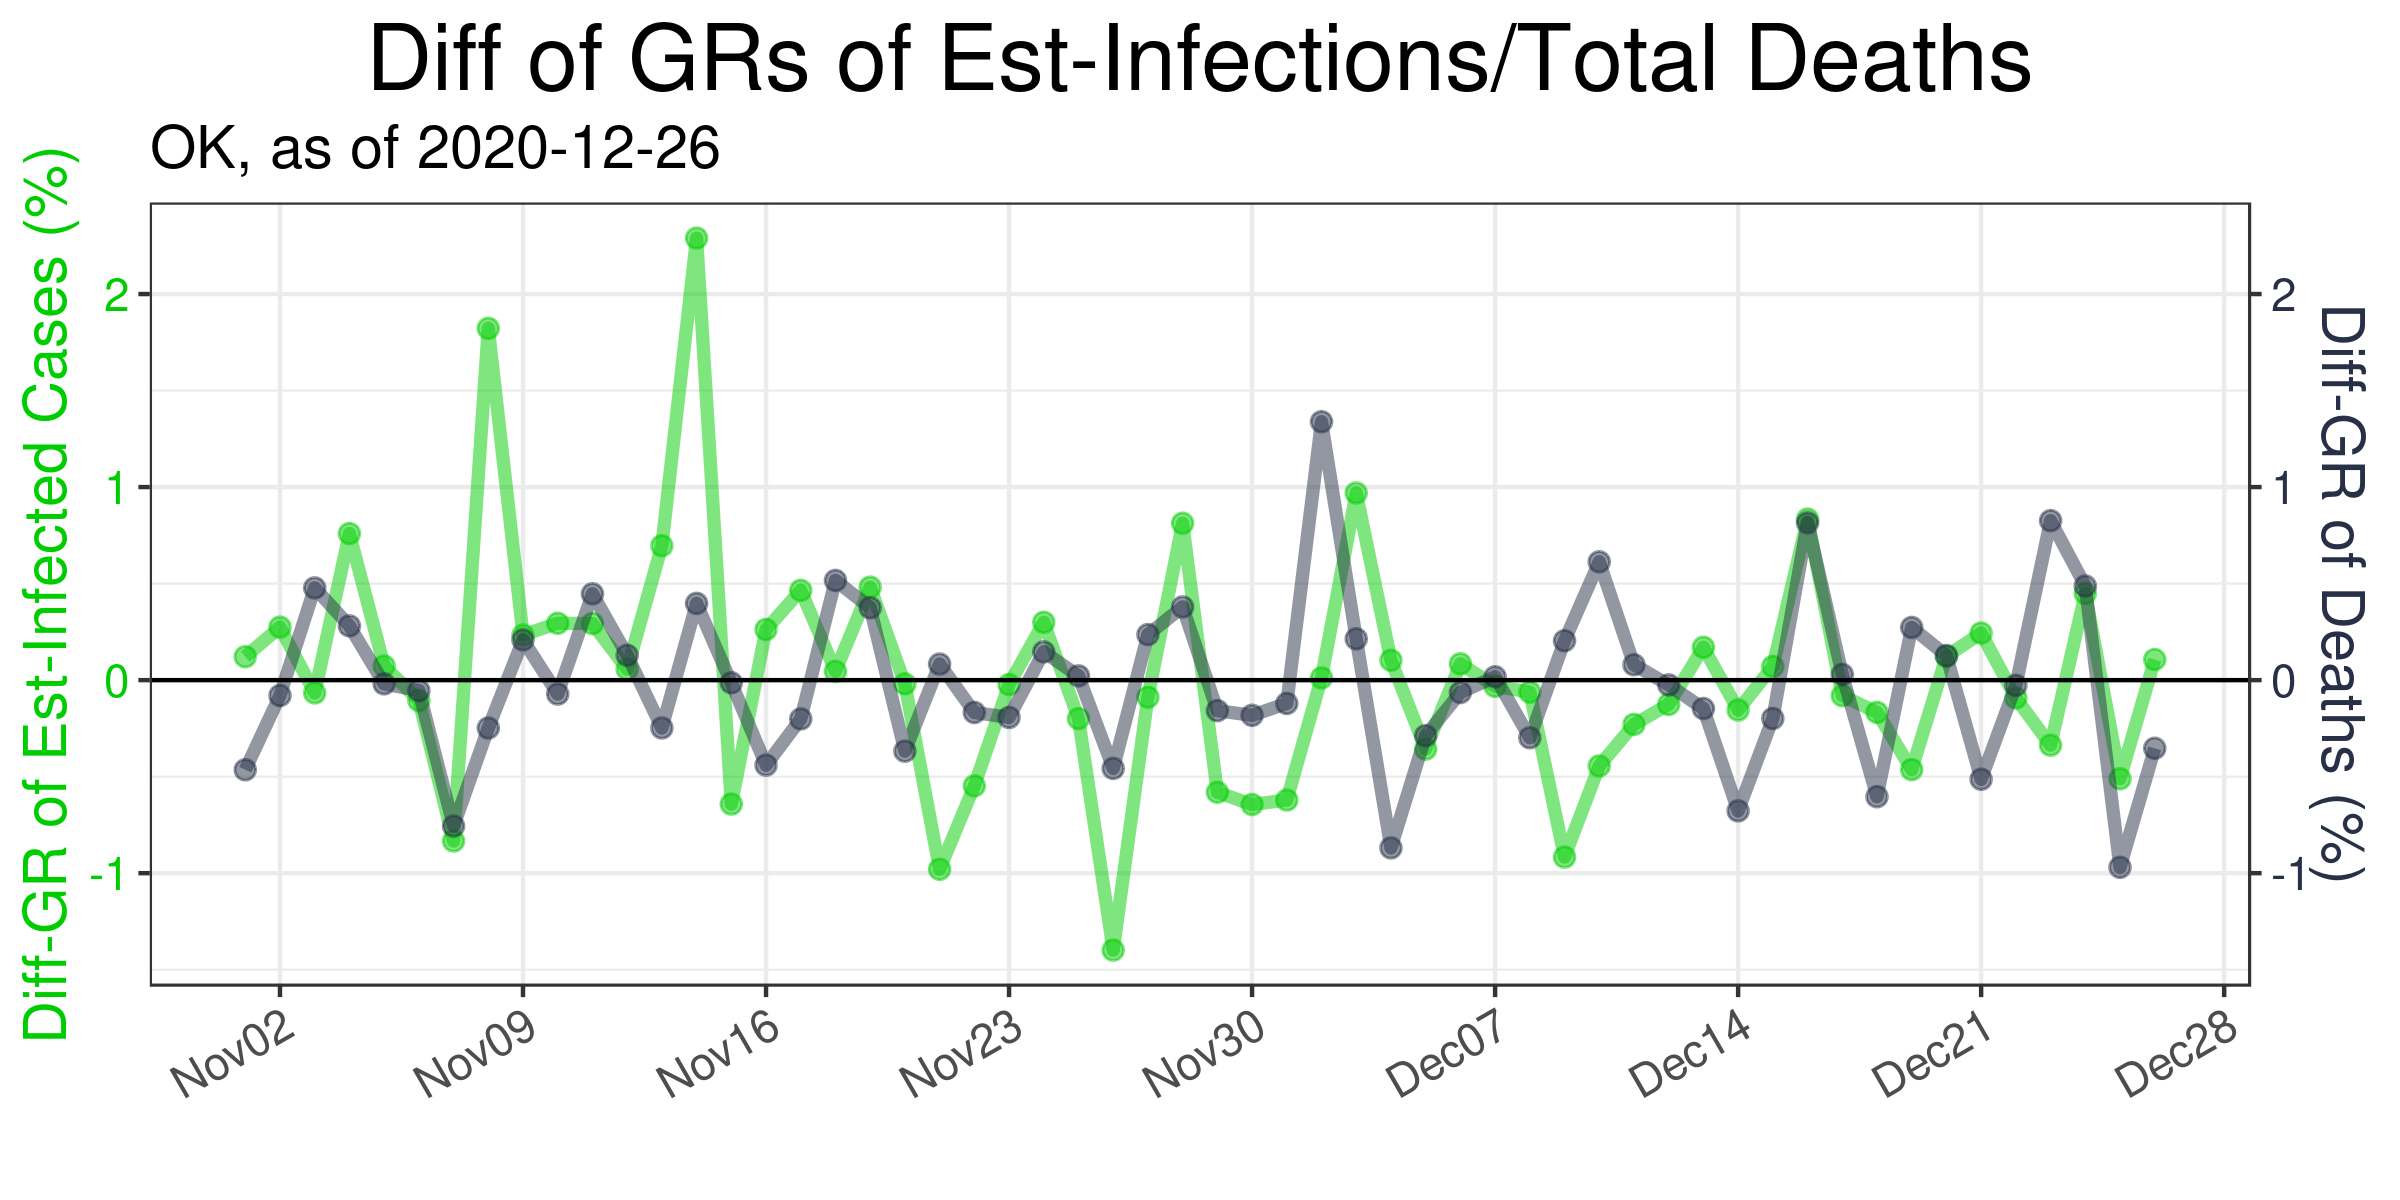 Diff of GRs of Est-Infections/Total Deaths
OK, as of 2020-12-26
Diff-GR of Est-Infected Cases (%)
2
1
0
-1
2
1
0
-1
Diff-GR of Deaths (%)
Nov02
Nov09
Nov16
Nov23
Nov30
Dec07
Dec14
Dec21
Dec28